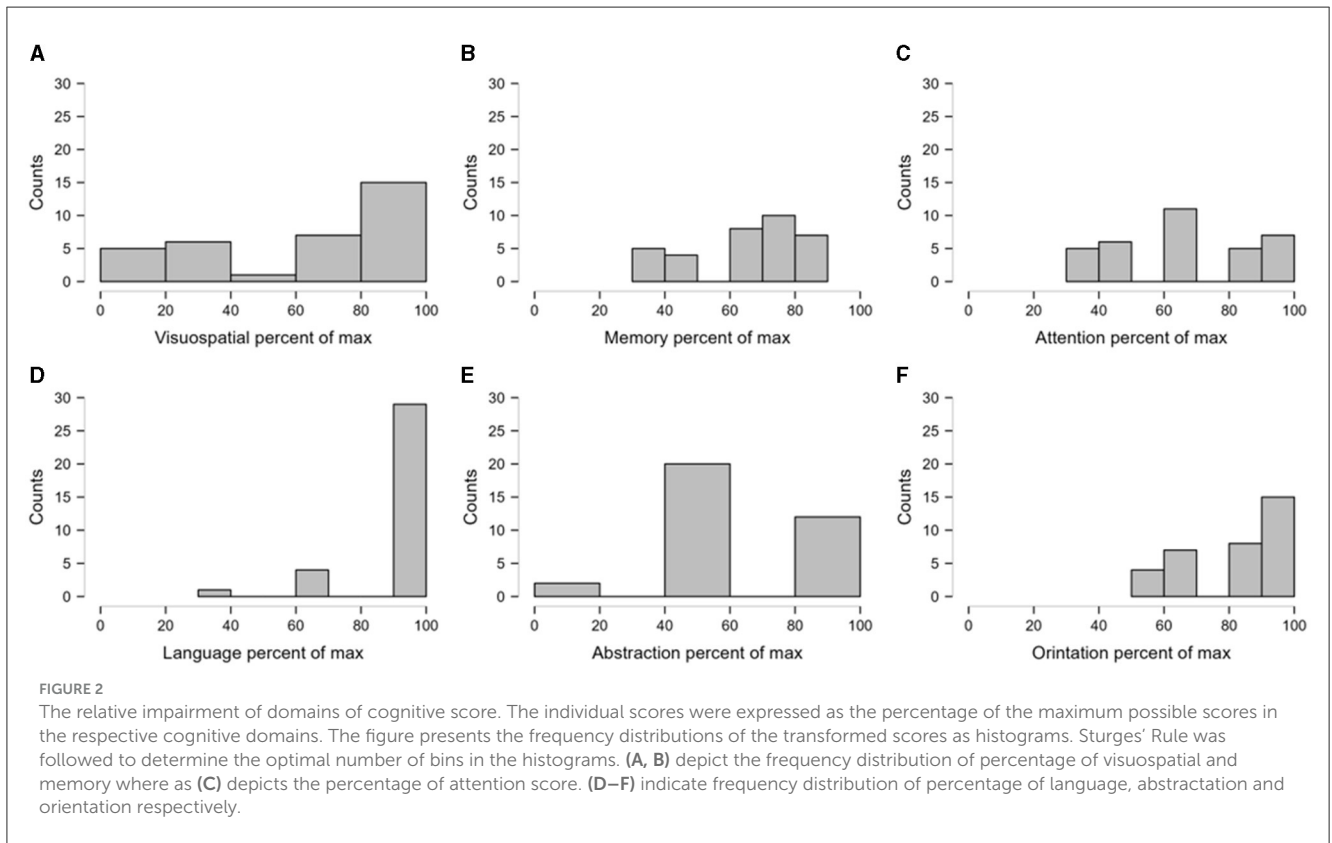 A
30
25
20
15
10
5
0
Counts
0 20 40 60 80 100
Visuospatial percent of max
B
30
25
20
15
10
5
0
Counts
0 20 40 60 80 100
Memory percent of max
C
30
25
20
15
10
5
0
Counts
0 20 40 60 80 100
Attention percent of max
D
30
25
20
15
10
5
0
Counts
0 20 40 60 80 100
Language percent of max
E
30
25
20
15
10
5
0
Counts
0 20 40 60 80 100
Abstraction percent of max
F
30
25
20
15
10
5
0
Counts
0 20 40 60 80 100
Orintation percent of max
FIGURE 2
The relative impairment of domains of cognitive score. The individual scores were expressed as the percentage of the maximum possible scores in
the respective cognitive domains. The figure presents the frequency distributions of the transformed scores as histograms. Sturges' Rule was
followed to determine the optimal number of bins in the histograms. (A, B) depict the frequency distribution of percentage of visuospatial and
memory where as (C) depicts the percentage of attention score. (D–F) indicate frequency distribution of percentage of language, abstractation and
orientation respectively.